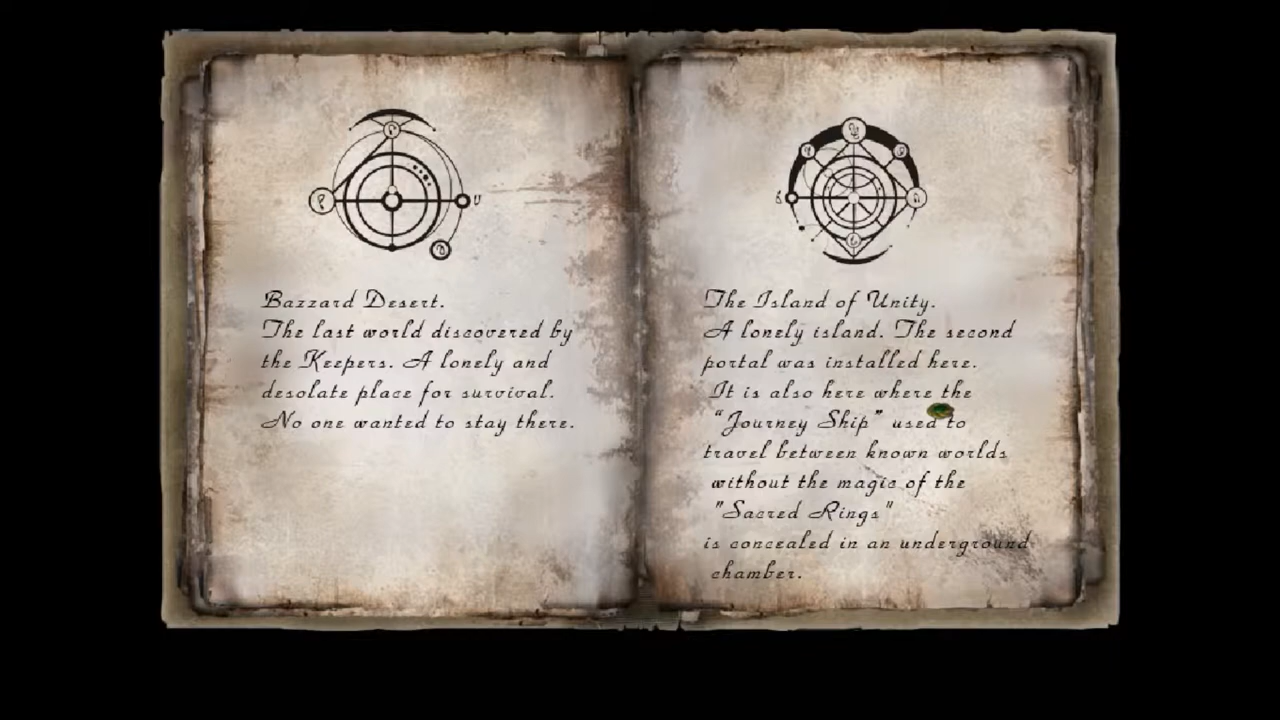 Bazzard Desert.
The last world discovered by
the Keepers. A lonely and
desolate place for survival.
No one wanted to stay there.
The Island of Unity.
A lonely island. The second
portal was installed here.
It is also here where the
"Journey Ship" used to
travel between known worlds
without the magic of the
"Sacred Rings"
is concealed in an underground
chamber.